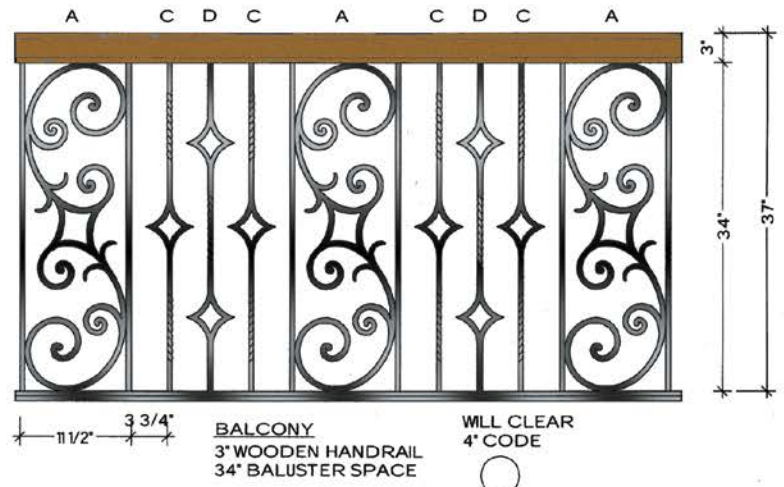 A C D C A C D C A
3"
34"
37"
3 3/4"
11 1/2"
BALCONY
3" WOODEN HANDRAIL
34" BALUSTER SPACE
WILL CLEAR
4" CODE